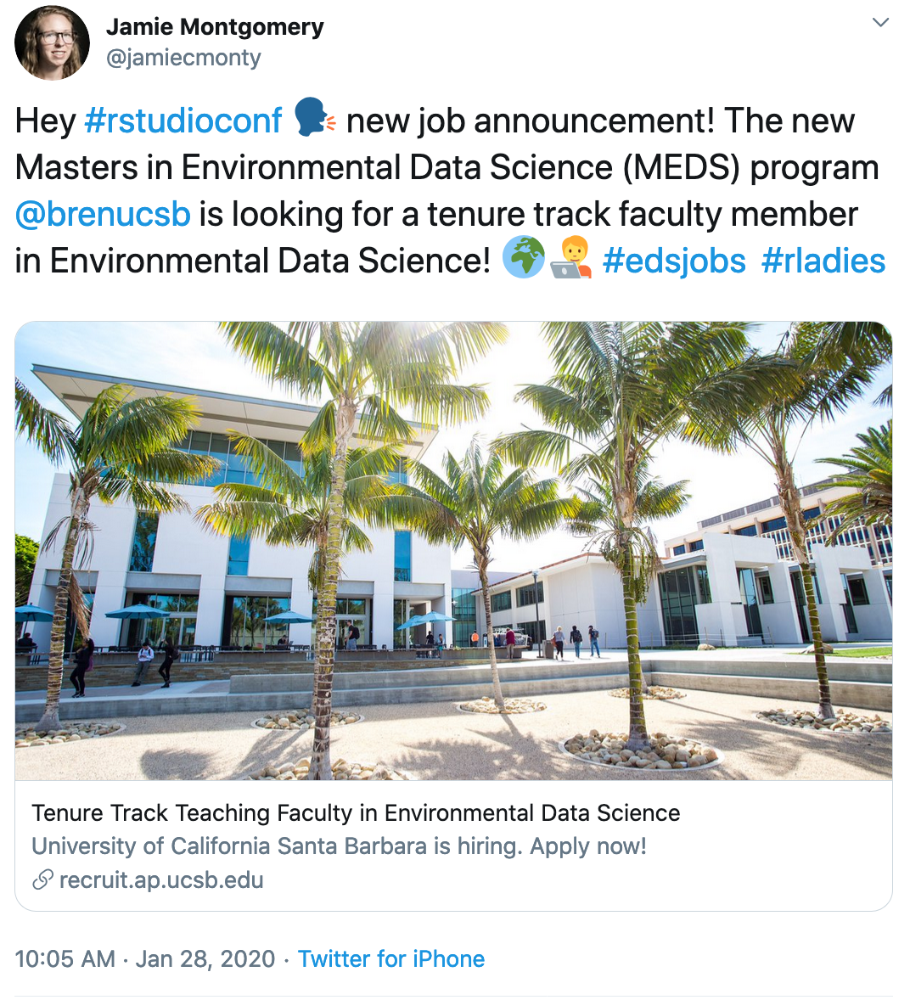 Jamie Montgomery
@jamiecmonty
Hey #rstudioconf 🗣 new job announcement! The new
Masters in Environmental Data Science (MEDS) program
@brenucsb is looking for a tenure track faculty member
in Environmental Data Science! 🌍🧑‍💻 #edsjobs #rladies
Tenure Track Teaching Faculty in Environmental Data Science
University of California Santa Barbara is hiring. Apply now!
recruit.ap.ucsb.edu
10:05 AM · Jan 28, 2020 · Twitter for iPhone